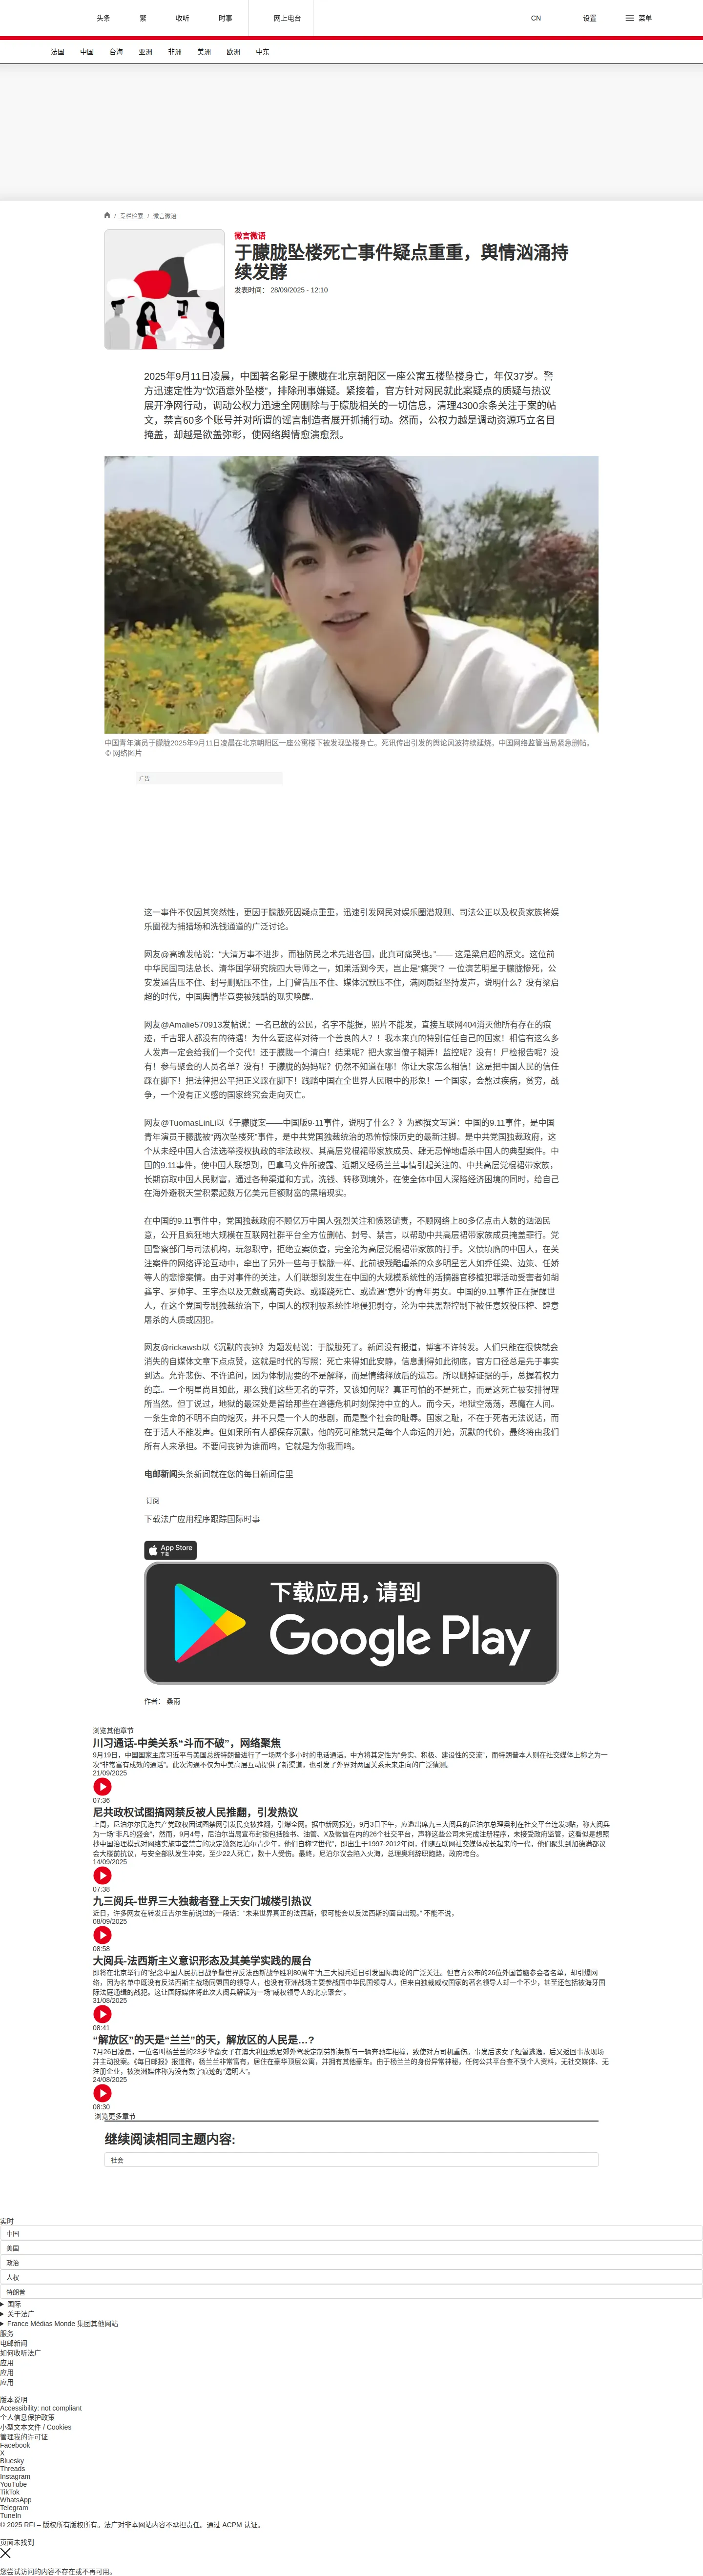 头条
繁
收听
时事
网上电台
CN
设置
菜单
法国
中国
台海
亚洲
非洲
美洲
欧洲
中东
/ 专栏检索 / 微言微语
微言微语
于朦胧坠楼死亡事件疑点重重，舆情汹涌持
续发酵
发表时间： 28/09/2025 - 12:10
2025年9月11日凌晨，中国著名影星于朦胧在北京朝阳区一座公寓五楼坠楼身亡，年仅37岁。警
方迅速定性为“饮酒意外坠楼”，排除刑事嫌疑。紧接着，官方针对网民就此案疑点的质疑与热议
展开净网行动，调动公权力迅速全网删除与于朦胧相关的一切信息，清理4300余条关注于案的帖
文，禁言60多个账号并对所谓的谣言制造者展开抓捕行动。然而，公权力越是调动资源巧立名目
掩盖，却越是欲盖弥彰，使网络舆情愈演愈烈。
中国青年演员于朦胧2025年9月11日凌晨在北京朝阳区一座公寓楼下被发现坠楼身亡。死讯传出引发的舆论风波持续延烧。中国网络监管当局紧急删帖。
© 网络图片
广告
这一事件不仅因其突然性，更因于朦胧死因疑点重重，迅速引发网民对娱乐圈潜规则、司法公正以及权贵家族将娱
乐圈视为捕猎场和洗钱通道的广泛讨论。
网友@高瑜发帖说：“大清万事不进步，而独防民之术先进各国，此真可痛哭也。”—— 这是梁启超的原文。这位前
中华民国司法总长、清华国学研究院四大导师之一，如果活到今天，岂止是“痛哭”？一位演艺明星于朦胧惨死，公
安发通告压不住、封号删贴压不住，上门警告压不住、媒体沉默压不住，满网质疑坚持发声，说明什么？没有梁启
超的时代，中国舆情毕竟要被残酷的现实唤醒。
网友@Amalie570913发帖说：一名已故的公民，名字不能提，照片不能发，直接互联网404消灭他所有存在的痕
迹，千古罪人都没有的待遇！为什么要这样对待一个善良的人？！我本来真的特别信任自己的国家！相信有这么多
人发声一定会给我们一个交代！还于朦陇一个清白！结果呢？把大家当傻子糊弄！监控呢？没有！尸检报告呢？没
有！参与聚会的人员名单？没有！于朦胧的妈妈呢？仍然不知道在哪！你让大家怎么相信！这是把中国人民的信任
踩在脚下！把法律把公平把正义踩在脚下！践踏中国在全世界人民眼中的形象！一个国家，会熬过疾病，贫穷，战
争，一个没有正义感的国家终究会走向灭亡。
网友@TuomasLinLi以《于朦胧案——中国版9·11事件，说明了什么？》为题撰文写道：中国的9.11事件，是中国
青年演员于朦胧被“两次坠楼死”事件，是中共党国独裁统治的恐怖惊悚历史的最新注脚。是中共党国独裁政府，这
个从未经中国人合法选举授权执政的非法政权、其高层党棍裙带家族成员、肆无忌惮地虐杀中国人的典型案件。中
国的9.11事件，使中国人联想到，巴拿马文件所披露、近期又经杨兰兰事情引起关注的、中共高层党棍裙带家族，
长期窃取中国人民财富，通过各种渠道和方式，洗钱、转移到境外，在使全体中国人深陷经济困境的同时，给自己
在海外避税天堂积累起数万亿美元巨额财富的黑暗现实。
在中国的9.11事件中，党国独裁政府不顾亿万中国人强烈关注和愤怒谴责，不顾网络上80多亿点击人数的汹汹民
意，公开且疯狂地大规模在互联网社群平台全方位删帖、封号、禁言，以帮助中共高层裙带家族成员掩盖罪行。党
国警察部门与司法机构，玩忽职守，拒绝立案侦查，完全沦为高层党棍裙带家族的打手。义愤填膺的中国人，在关
注案件的网络评论互动中，牵出了另外一些与于朦胧一样、此前被残酷虐杀的众多明星艺人如乔任梁、边策、任娇
等人的悲惨案情。由于对事件的关注，人们联想到发生在中国的大规模系统性的活摘器官移植犯罪活动受害者如胡
鑫宇、罗帅宇、王宇杰以及无数或离奇失踪、或蹊跷死亡、或遭遇“意外”的青年男女。中国的9.11事件正在提醒世
人，在这个党国专制独裁统治下，中国人的权利被系统性地侵犯剥夺，沦为中共黑帮控制下被任意奴役压榨、肆意
屠杀的人质或囚犯。
网友@rickawsb以《沉默的丧钟》为题发帖说：于朦胧死了。新闻没有报道，博客不许转发。人们只能在很快就会
消失的自媒体文章下点点赞，这就是时代的写照：死亡来得如此安静，信息删得如此彻底，官方口径总是先于事实
到达。允许悲伤、不许追问，因为体制需要的不是解释，而是情绪释放后的遗忘。所以删掉证据的手，总握着权力
的章。一个明星尚且如此，那么我们这些无名的草芥，又该如何呢？真正可怕的不是死亡，而是这死亡被安排得理
所当然。但丁说过，地狱的最深处是留给那些在道德危机时刻保持中立的人。而今天，地狱空荡荡，恶魔在人间。
一条生命的不明不白的熄灭，并不只是一个人的悲剧，而是整个社会的耻辱。国家之耻，不在于死者无法说话，而
在于活人不能发声。但如果所有人都保存沉默，他的死可能就只是每个人命运的开始，沉默的代价，最终将由我们
所有人来承担。不要问丧钟为谁而鸣，它就是为你我而鸣。
电邮新闻头条新闻就在您的每日新闻信里
订阅
下载法广应用程序跟踪国际时事
App Store
下载
下载应用，请到
Google Play
作者： 桑雨
浏览其他章节
川习通话-中美关系“斗而不破”，网络聚焦
9月19日，中国国家主席习近平与美国总统特朗普进行了一场两个多小时的电话通话。中方将其定性为“务实、积极、建设性的交流”，而特朗普本人则在社交媒体上称之为一
次“非常富有成效的通话”。此次沟通不仅为中美高层互动提供了新渠道，也引发了外界对两国关系未来走向的广泛猜测。
21/09/2025
07:36
尼共政权试图搞网禁反被人民推翻，引发热议
上周，尼泊尔尔民选共产党政权因试图禁网引发民变被推翻，引爆全网。据中新网报道，9月3日下午，应邀出席九三大阅兵的尼泊尔总理奥利在社交平台连发3贴，称大阅兵
为一场“非凡的盛会”，然而，9月4号，尼泊尔当局宣布封锁包括脸书、油管、X及微信在内的26个社交平台，声称这些公司未完成注册程序，未接受政府监管，这看似是想照
抄中国治理模式对网络实施审查禁言的决定激怒尼泊尔青少年，他们自称“Z世代”，即出生于1997-2012年间，伴随互联网社交媒体成长起来的一代，他们聚集到加德满都议
会大楼前抗议，与安全部队发生冲突，至少22人死亡，数十人受伤。最终，尼泊尔议会陷入火海，总理奥利辞职跑路，政府垮台。
14/09/2025
07:38
九三阅兵-世界三大独裁者登上天安门城楼引热议
近日，许多网友在转发丘吉尔生前说过的一段话：“未来世界真正的法西斯，很可能会以反法西斯的面自出现。” 不能不说，
08/09/2025
08:58
大阅兵-法西斯主义意识形态及其美学实践的展台
即将在北京举行的“纪念中国人民抗日战争暨世界反法西斯战争胜利80周年”九三大阅兵近日引发国际舆论的广泛关注。但官方公布的26位外国首脑参会者名单，却引爆网
络，因为名单中既没有反法西斯主战场同盟国的领导人，也没有亚洲战场主要参战国中华民国领导人，但来自独裁威权国家的著名领导人却一个不少，甚至还包括被海牙国
际法庭通缉的战犯。这让国际媒体将此次大阅兵解读为一场“威权领导人的北京聚会”。
31/08/2025
08:41
“解放区”的天是“兰兰”的天，解放区的人民是…？
7月26日凌晨，一位名叫杨兰兰的23岁华裔女子在澳大利亚悉尼郊外驾驶定制劳斯莱斯与一辆奔驰车相撞，致使对方司机重伤。事发后该女子短暂逃逸，后又返回事故现场
并主动投案。《每日邮报》报道称，杨兰兰非常富有，居住在豪华顶层公寓，并拥有其他豪车。由于杨兰兰的身份异常神秘，任何公共平台查不到个人资料，无社交媒体、无
注册企业，被澳洲媒体称为没有数字痕迹的“透明人”。
24/08/2025
08:30
浏览更多章节
继续阅读相同主题内容:
社会
实时
中国
美国
政治
人权
特朗普
国际
关于法广
France Médias Monde 集团其他网站
服务
电邮新闻
如何收听法广
应用
应用
应用
版本说明
Accessibility: not compliant
个人信息保护政策
小型文本文件 / Cookies
管理我的许可证
Facebook
X
Bluesky
Threads
Instagram
YouTube
TikTok
WhatsApp
Telegram
TuneIn
© 2025 RFI – 版权所有版权所有。法广对非本网站内容不承担责任。通过 ACPM 认证。
页面未找到
您尝试访问的内容不存在或不再可用。